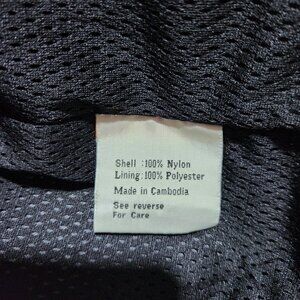 Shell :100% Nylon
Lining:100% Polyester
Made in Cambodia
See reverse
For Care